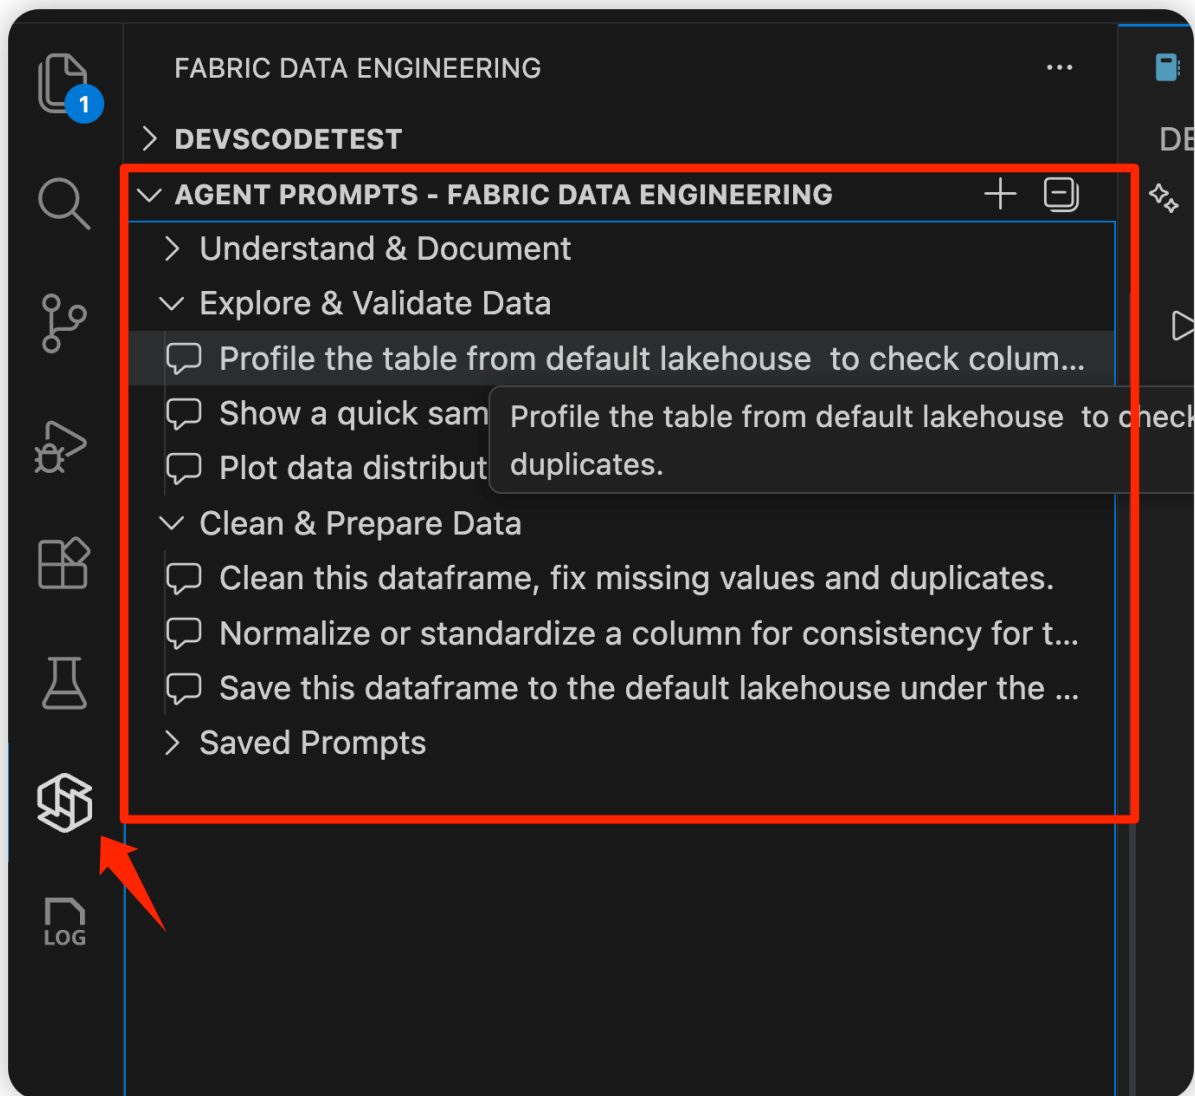 FABRIC DATA ENGINEERING
1
DEVSCODETEST
DE
AGENT PROMPTS - FABRIC DATA ENGINEERING
Understand & Document
Explore & Validate Data
Profile the table from default lakehouse  to check colum...
Show a quick sam
Profile the table from default lakehouse  to check
duplicates.
Plot data distribut
Clean & Prepare Data
Clean this dataframe, fix missing values and duplicates.
Normalize or standardize a column for consistency for t...
Save this dataframe to the default lakehouse under the ...
Saved Prompts
LOG